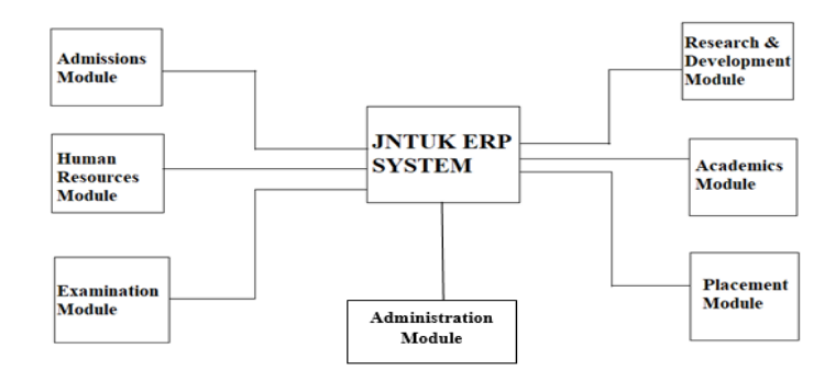 Admissions
Module
Human
Resources
Module
Examination
Module
JNTUK ERP
SYSTEM
Administration
Module
Research &
Development
Module
Academics
Module
Placement
Module